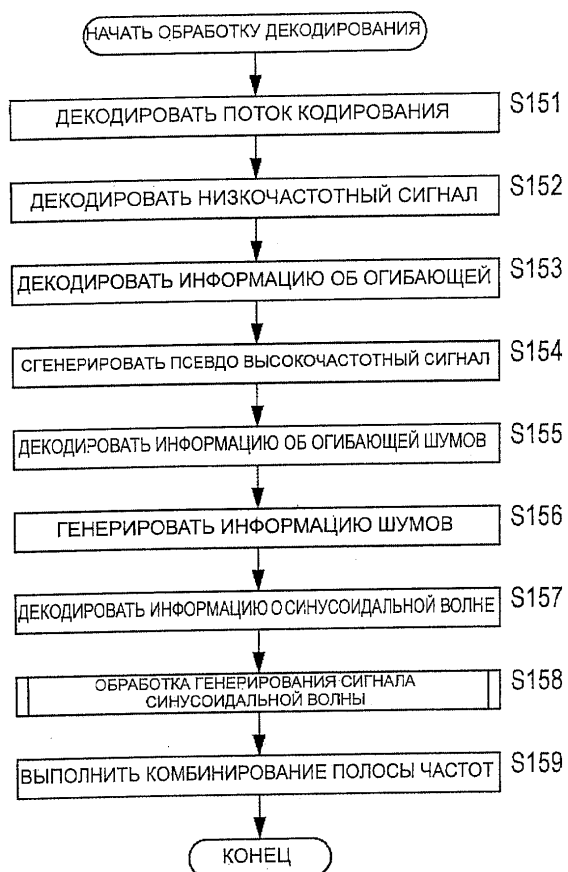 НАЧАТЬ ОБРАБОТКУ ДЕКОДИРОВАНИЯ
ДЕКОДИРОВАТЬ ПОТОК КОДИРОВАНИЯ S151
ДЕКОДИРОВАТЬ НИЗКОЧАСТОТНЫЙ СИГНАЛ S152
ДЕКОДИРОВАТЬ ИНФОРМАЦИЮ ОБ ОГИБАЮЩЕЙ S153
СГЕНЕРИРОВАТЬ ПСЕВДО ВЫСОКОЧАСТОТНЫЙ СИГНАЛ S154
ДЕКОДИРОВАТЬ ИНФОРМАЦИЮ ОБ ОГИБАЮЩЕЙ ШУМОВ S155
ГЕНЕРИРОВАТЬ ИНФОРМАЦИЮ ШУМОВ S156
ДЕКОДИРОВАТЬ ИНФОРМАЦИЮ О СИНУСОИДАЛЬНОЙ ВОЛНЕ S157
ОБРАБОТКА ГЕНЕРИРОВАНИЯ СИГНАЛА S158
СИНУСОИДАЛЬНОЙ ВОЛНЫ
ВЫПОЛНИТЬ КОМБИНИРОВАНИЕ ПОЛОСЫ ЧАСТОТ S159
КОНЕЦ